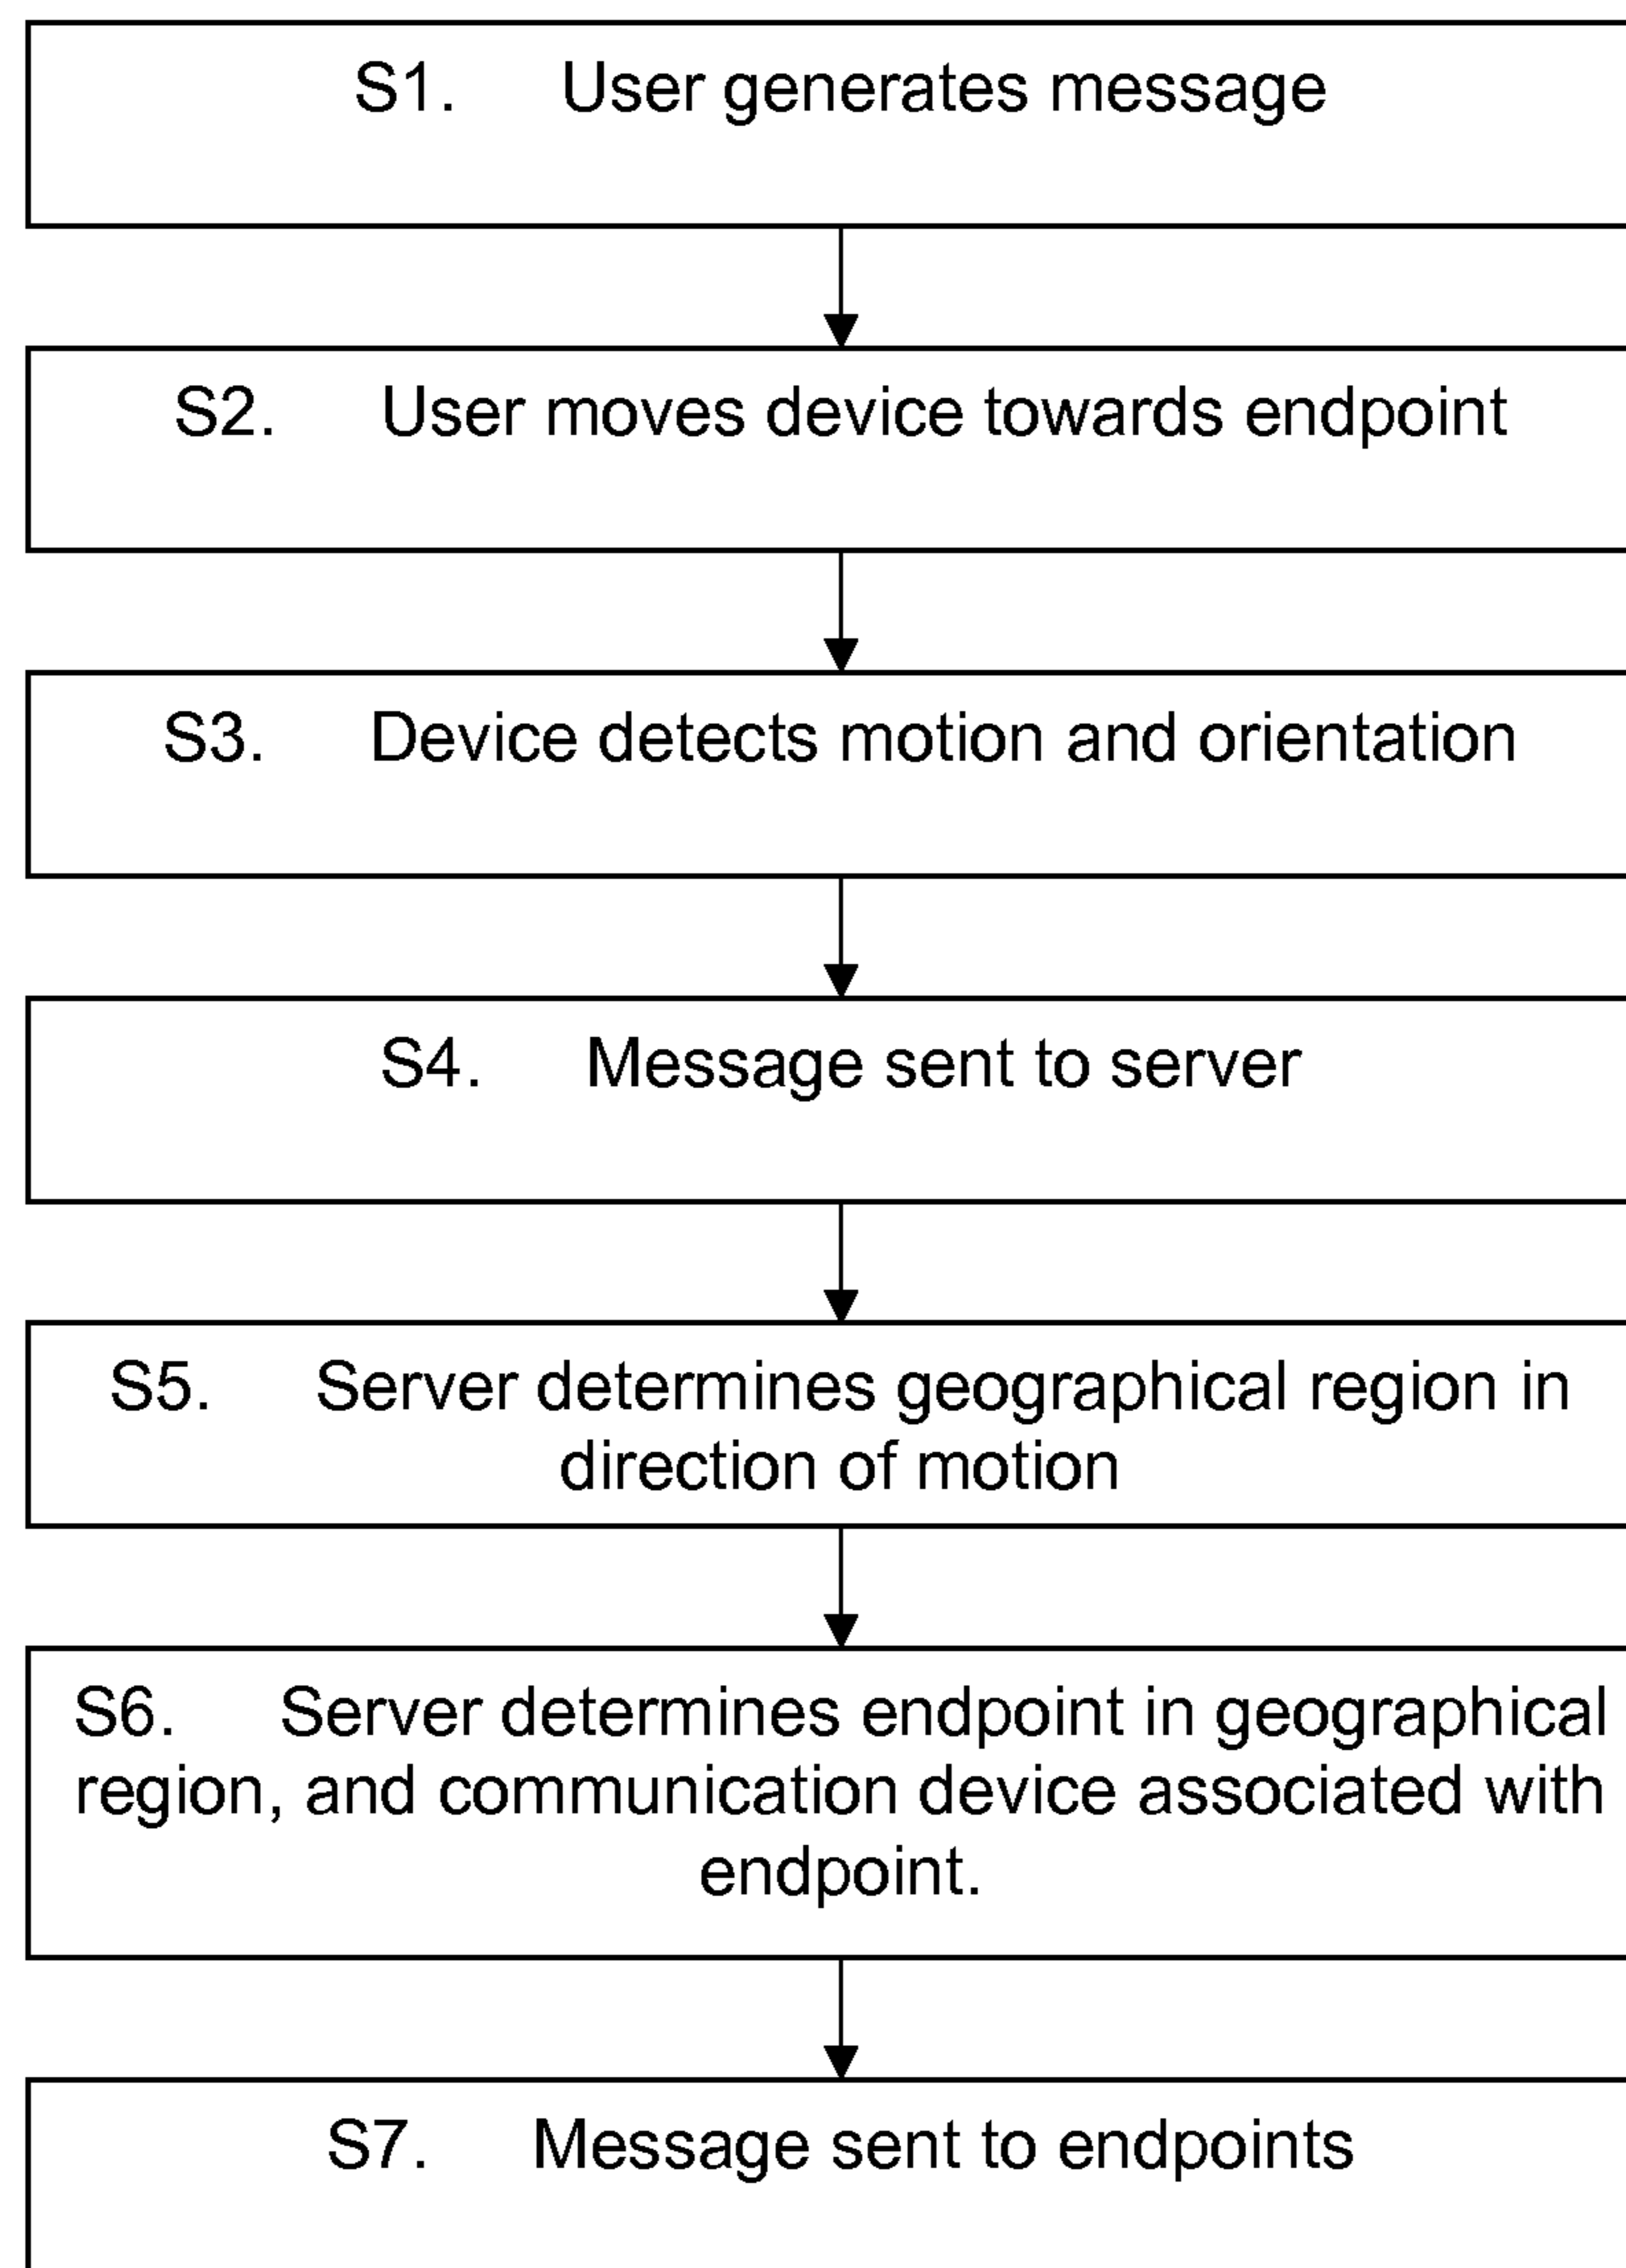 S1. User generates message
S2. User moves device towards endpoint
S3. Device detects motion and orientation
S4. Message sent to server
S5. Server determines geographical region in
direction of motion
S6. Server determines endpoint in geographical
region, and communication device associated with
endpoint.
S7. Message sent to endpoints